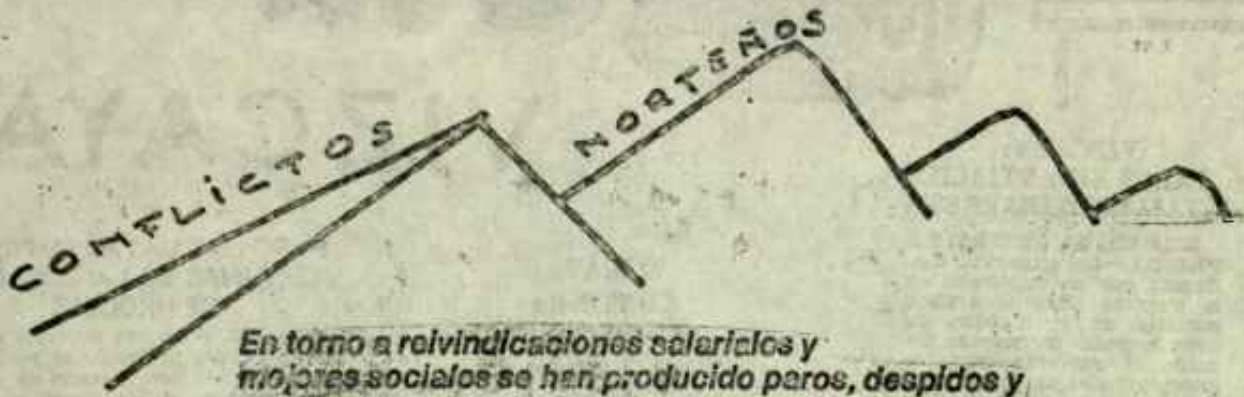 CONFLiCTOS NORTEÑOS
En torno a reivindicaciones salariales y
mejoras sociales se han producido paros, despidos y